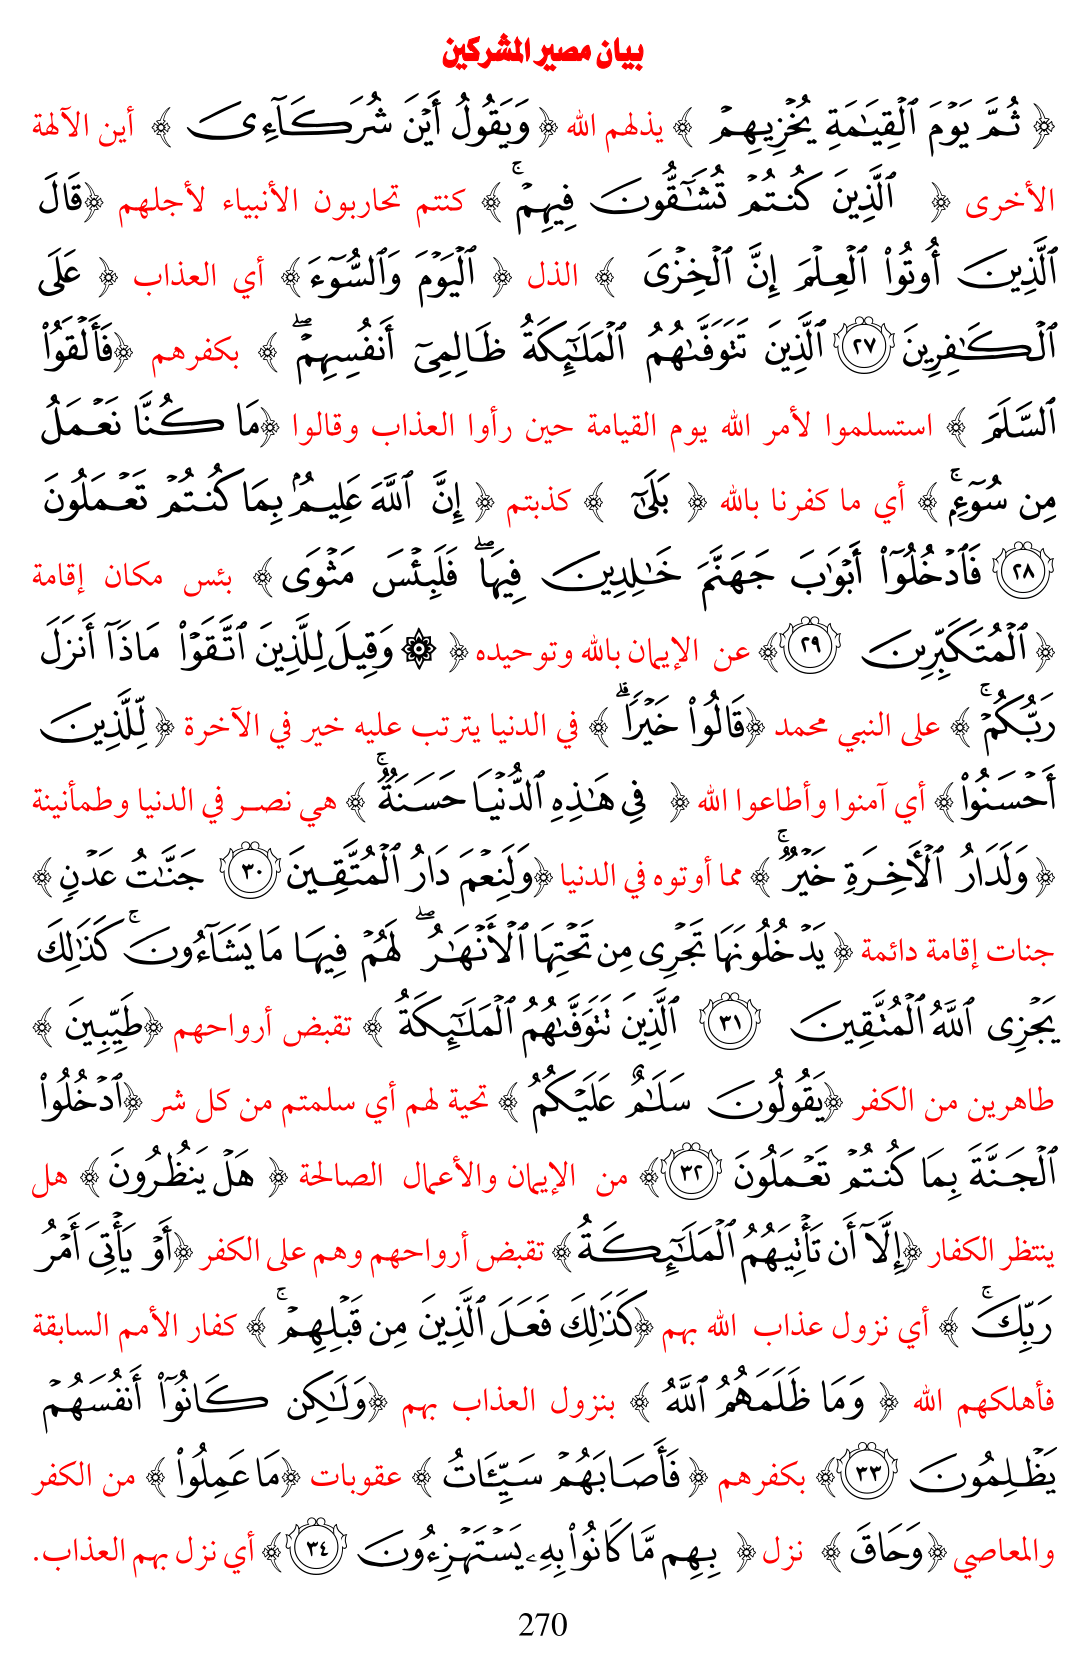 بيان مصير المشركين
﴿ ثُمَّ يَوْمَ ٱلْقِيَٰمَةِ يُخْزِيهِمْ ﴾ يذلهم الله ﴿ وَيَقُولُ أَيْنَ شُرَكَآءِىَ ﴾ أين الآلهة
الأخرى ﴿ ٱلَّذِينَ كُنتُمْ تُشَٰٓقُّونَ فِيهِمْ ۚ ﴾ كنتم تحاربون الأنبياء لأجلهم ﴿قَالَ
ٱلَّذِينَ أُوتُوا۟ ٱلْعِلْمَ إِنَّ ٱلْخِزْىَ ﴾ الذل ﴿ ٱلْيَوْمَ وَٱلسُّوٓءَ﴾ أي العذاب ﴿ عَلَى
ٱلْكَٰفِرِينَ ٢٧ ٱلَّذِينَ تَتَوَفَّىٰهُمُ ٱلْمَلَٰٓئِكَةُ ظَالِمِىٓ أَنفُسِهِمْ ۖ ﴾ بكفرهم ﴿فَأَلْقَوُا۟
ٱلسَّلَمَ ﴾ استسلموا لأمر الله يوم القيامة حين رأوا العذاب وقالوا ﴿مَا كُنَّا نَعْمَلُ
مِن سُوٓءٍۭ ۚ ﴾ أي ما كفرنا بالله ﴿ بَلَىٰٓ ﴾ كذبتم ﴿ إِنَّ ٱللَّهَ عَلِيمٌۢ بِمَا كُنتُمْ تَعْمَلُونَ
٢٨ فَٱدْخُلُوٓا۟ أَبْوَٰبَ جَهَنَّمَ خَٰلِدِينَ فِيهَا ۖ فَلَبِئْسَ مَثْوَى ﴾ بئس مكان إقامة
﴿ ٱلْمُتَكَبِّرِينَ ٢٩ ﴾ عن الإيمان بالله وتوحيده ﴿ ۞ وَقِيلَ لِلَّذِينَ ٱتَّقَوْا۟ مَاذَآ أَنزَلَ
رَبُّكُمْ ۚ ﴾ على النبي محمد ﴿قَالُوا۟ خَيْرًا ۗ ﴾ في الدنيا يترتب عليه خير في الآخرة ﴿ لِّلَّذِينَ
أَحْسَنُوا۟ ﴾ أي آمنوا وأطاعوا الله ﴿ فِى هَٰذِهِ ٱلدُّنْيَا حَسَنَةٌ ۚ ﴾ هي نصر في الدنيا وطمأنينة
﴿ وَلَدَارُ ٱلْأَخِرَةِ خَيْرٌ ۚ ﴾ مما أوتوه في الدنيا ﴿وَلَنِعْمَ دَارُ ٱلْمُتَّقِينَ ٣٠ جَنَّٰتُ عَدْنٍ ﴾
جنات إقامة دائمة ﴿ يَدْخُلُونَهَا تَجْرِى مِن تَحْتِهَا ٱلْأَنْهَٰرُ ۖ لَهُمْ فِيهَا مَا يَشَآءُونَ ۚ كَذَٰلِكَ
يَجْزِى ٱللَّهُ ٱلْمُتَّقِينَ ٣١ ٱلَّذِينَ تَتَوَفَّىٰهُمُ ٱلْمَلَٰٓئِكَةُ ﴾ تقبض أرواحهم ﴿طَيِّبِينَ ﴾
طاهرين من الكفر ﴿يَقُولُونَ سَلَٰمٌ عَلَيْكُمُ ﴾ تحية لهم أي سلمتم من كل شر ﴿ٱدْخُلُوا۟
ٱلْجَنَّةَ بِمَا كُنتُمْ تَعْمَلُونَ ٣٢ ﴾ من الإيمان والأعمال الصالحة ﴿ هَلْ يَنظُرُونَ ﴾ هل
ينتظر الكفار ﴿إِلَّآ أَن تَأْتِيَهُمُ ٱلْمَلَٰٓئِكَةُ ﴾ تقبض أرواحهم وهم على الكفر ﴿أَوْ يَأْتِىَ أَمْرُ
رَبِّكَ ۚ ﴾ أي نزول عذاب الله بهم ﴿كَذَٰلِكَ فَعَلَ ٱلَّذِينَ مِن قَبْلِهِمْ ۚ ﴾ كفار الأمم السابقة
فأهلكهم الله ﴿ وَمَا ظَلَمَهُمُ ٱللَّهُ ﴾ بنزول العذاب بهم ﴿وَلَٰكِن كَانُوٓا۟ أَنفُسَهُمْ
يَظْلِمُونَ ٣٣ ﴾ بكفرهم ﴿ فَأَصَابَهُمْ سَيِّـَٔاتُ ﴾ عقوبات ﴿مَا عَمِلُوا۟ ﴾ من الكفر
والمعاصي ﴿وَحَاقَ ﴾ نزل ﴿ بِهِم مَّا كَانُوا۟ بِهِۦ يَسْتَهْزِءُونَ ٣٤ ﴾ أي نزل بهم العذاب.
270